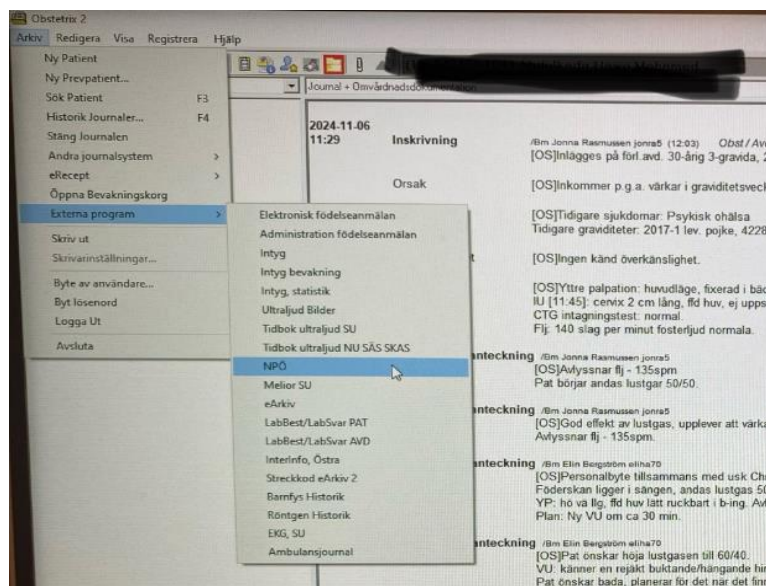 Obstetrix 2
Arkiv Redigera Visa Registrera Hjälp
Ny Patient
Ny Prevpatient...
Sök Patient F3
Historik Journaler... F4
Stäng Journalen
Andra journalsystem >
eRecept >
Öppna Bevakningskorg
Externa program >
Skriv ut
Skrivarinställningar...
Byte av användare...
Byt lösenord
Logga Ut
Avsluta
Elektronisk födelseanmälan
Administration födelseanmälan
Intyg
Intyg bevakning
Intyg, statistik
Ultraljud Bilder
Tidbok ultraljud SU
Tidbok ultraljud NU SÄS SKAS
NPÖ
Melior SU
eArkiv
LabBest/LabSvar PAT
LabBest/LabSvar AVD
InterInfo, Östra
Streckkod eArkiv 2
Barnfys Historik
Röntgen Historik
EKG, SU
Ambulansjournal
Journal + Omvårdnadsdokumentation
2024-11-06
11:29 Inskrivning /Bm Jonna Rasmussen jonra5 (12:03) Obst/Av
[OS]Inlägges på förl.avd. 30-årig 3-gravida, 2
Orsak [OS]Inkommer p.g.a. värkar i graviditetsveck
[OS]Tidigare sjukdomar: Psykisk ohälsa
Tidigare graviditeter: 2017-1 lev. pojke, 4228
t [OS]Ingen känd överkänslighet.
[OS]Yttre palpation: huvudläge, fixerad i bäc
IU [11:45]: cervix 2 cm lång, ffd huv, ej upps
CTG intagningstest: normal.
Flj: 140 slag per minut fosterljud normala.
anteckning /Bm Jonna Rasmussen jonra5
[OS]Avlyssnar flj - 135spm
Pat börjar andas lustgas 50/50.
anteckning /Bm Jonna Rasmussen jonra5
[OS]God effekt av lustgas, upplever att värka
Avlyssnar flj - 135spm.
anteckning /Bm Elin Bergström eliha70
[OS]Personalbyte tillsammans med usk Ch
Föderskan ligger i sängen, andas lustgas 50
YP: hö va llg, ffd huv lätt ruckbart i b-ing. Avl
Plan: Ny VU om ca 30 min.
anteckning /Bm Elin Bergström eliha70
[OS]Pat önskar höja lustgasen till 60/40.
VU: känner en rejäkt buktande/hängande hin
Pat önskar bada, planerar för det när det finn